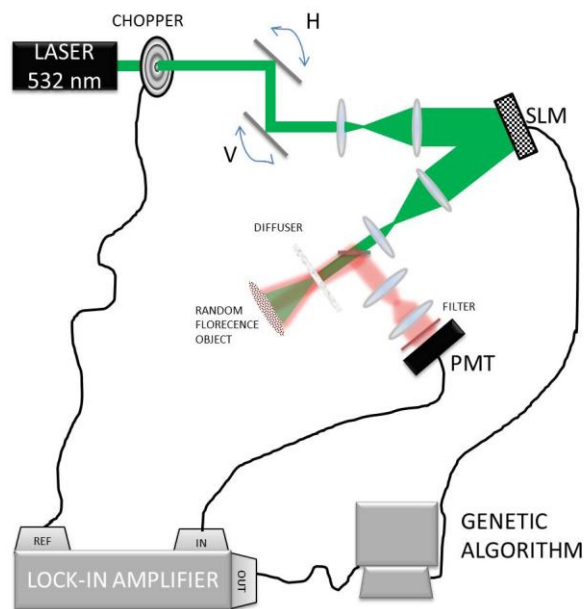 CHOPPER
H
LASER
532 nm
SLM
V
DIFFUSER
RANDOM
FLORECENCE
OBJECT
FILTER
PMT
REF
IN
GENETIC
ALGORITHM
LOCK-IN AMPLIFIER
OUT